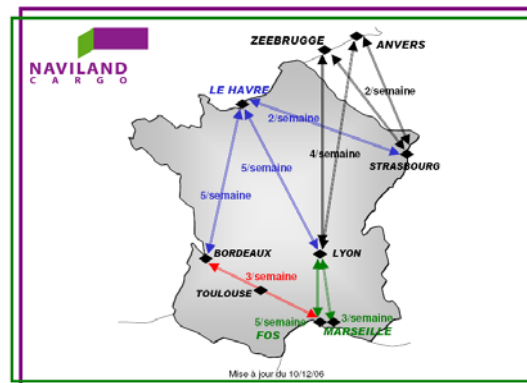 ZEEBRUGGE
ANVERS
NAVILAND
CARGO
LE HAVRE
2/semaine
2/semaine
4/semaine
STRASBOURG
5/semaine
5/semaine
BORDEAUX
LYON
3/semaine
TOULOUSE
5/semaine
3/semaine
FOS
MARSEILLE
Mise à jour du 10/12/06